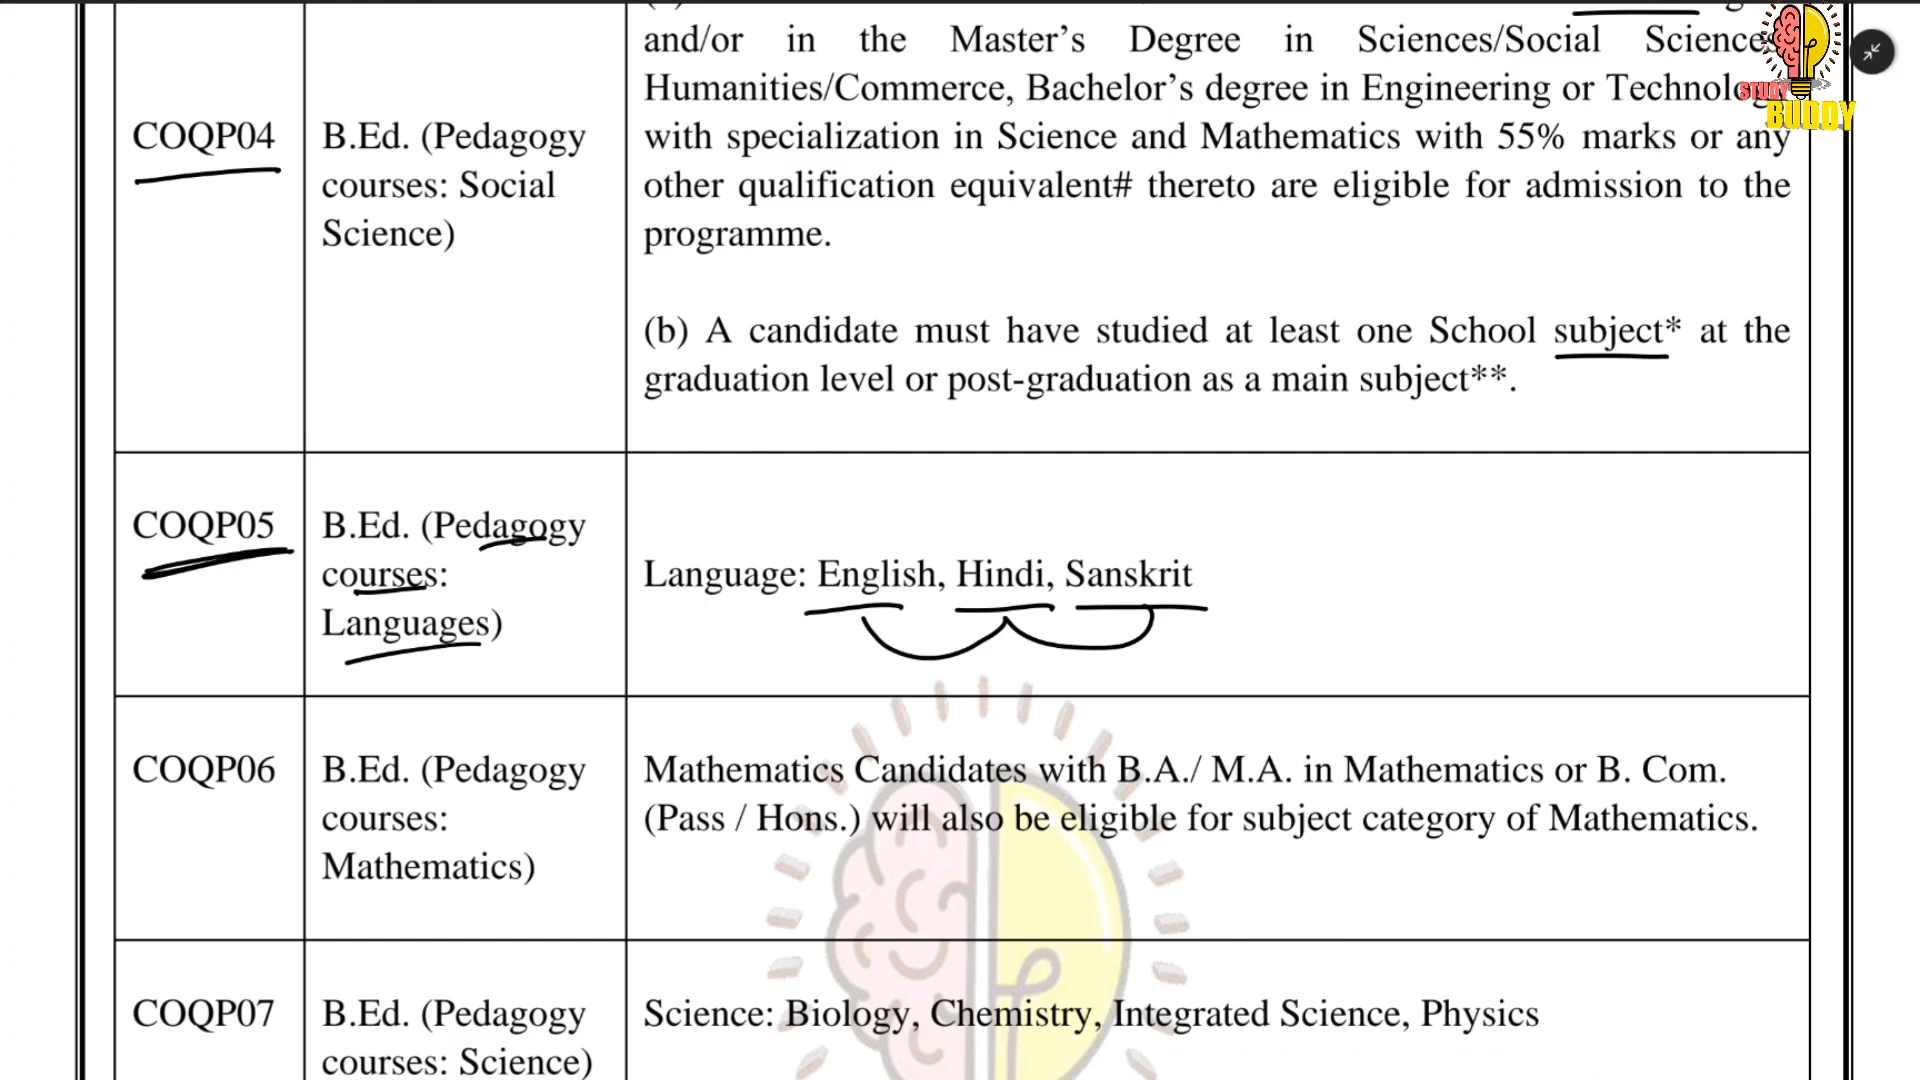 and/or in the Master's Degree in Sciences/Social Sciences
Humanities/Commerce, Bachelor's degree in Engineering or Technology
COQP04 B.Ed. (Pedagogy with specialization in Science and Mathematics with 55% marks or any
courses: Social other qualification equivalent# thereto are eligible for admission to the
Science) programme.
(b) A candidate must have studied at least one School subject* at the
graduation level or post-graduation as a main subject**.
COQP05 B.Ed. (Pedagogy
courses: Language: English, Hindi, Sanskrit
Languages)
COQP06 B.Ed. (Pedagogy Mathematics Candidates with B.A./ M.A. in Mathematics or B. Com.
courses: (Pass / Hons.) will also be eligible for subject category of Mathematics.
Mathematics)
COQP07 B.Ed. (Pedagogy Science: Biology, Chemistry, Integrated Science, Physics
courses: Science)
STUDY
BUDDY